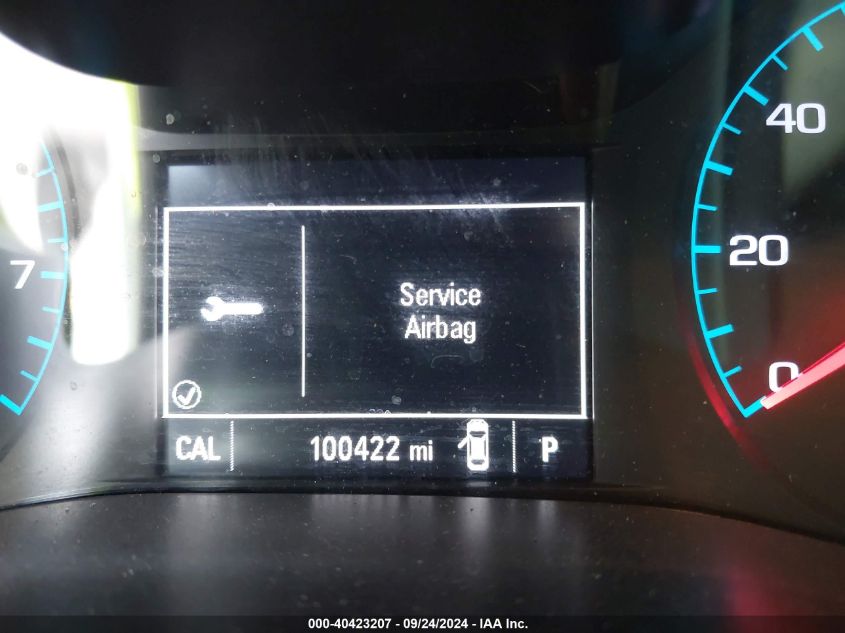 40
20
0
7
Service
Airbag
CAL 100422 mi P
000-40423207 - 09/24/2024 - IAA Inc.